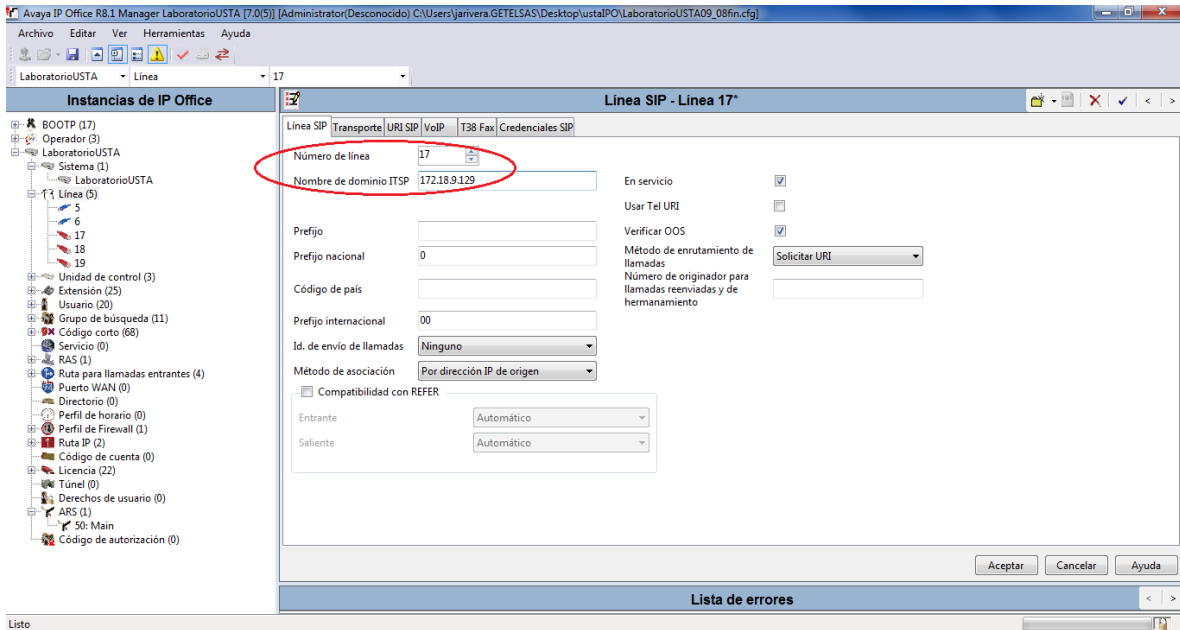 Avaya IP Office R8.1 Manager LaboratorioUSTA [7.0(5)] [Administrator(Desconocido) C:\Users\jarivera.GETELSAS\Desktop\ustaIPO\LaboratorioUSTA09_08fin.cfg]
Archivo Editar Ver Herramientas Ayuda
LaboratorioUSTA Línea 17
Instancias de IP Office
BOOTP (17)
Operador (3)
LaboratorioUSTA
Sistema (1)
LaboratorioUSTA
Línea (5)
5
6
17
18
19
Unidad de control (3)
Extensión (25)
Usuario (20)
Grupo de búsqueda (11)
Código corto (68)
Servicio (0)
RAS (1)
Ruta para llamadas entrantes (4)
Puerto WAN (0)
Directorio (0)
Perfil de horario (0)
Perfil de Firewall (1)
Ruta IP (2)
Código de cuenta (0)
Licencia (22)
Túnel (0)
Derechos de usuario (0)
ARS (1)
50: Main
Código de autorización (0)
Línea SIP - Línea 17*
Línea SIP Transporte URI SIP VoIP T38 Fax Credenciales SIP
Número de línea 17
Nombre de dominio ITSP 172.18.9.129
Prefijo
Prefijo nacional 0
Código de país
Prefijo internacional 00
Id. de envío de llamadas Ninguno
Método de asociación Por dirección IP de origen
Compatibilidad con REFER
Entrante Automático
Saliente Automático
En servicio
Usar Tel URI
Verificar OOS
Método de enrutamiento de
llamadas
Solicitar URI
Número de originador para
llamadas reenviadas y de
hermanamiento
Aceptar Cancelar Ayuda
Lista de errores
Listo